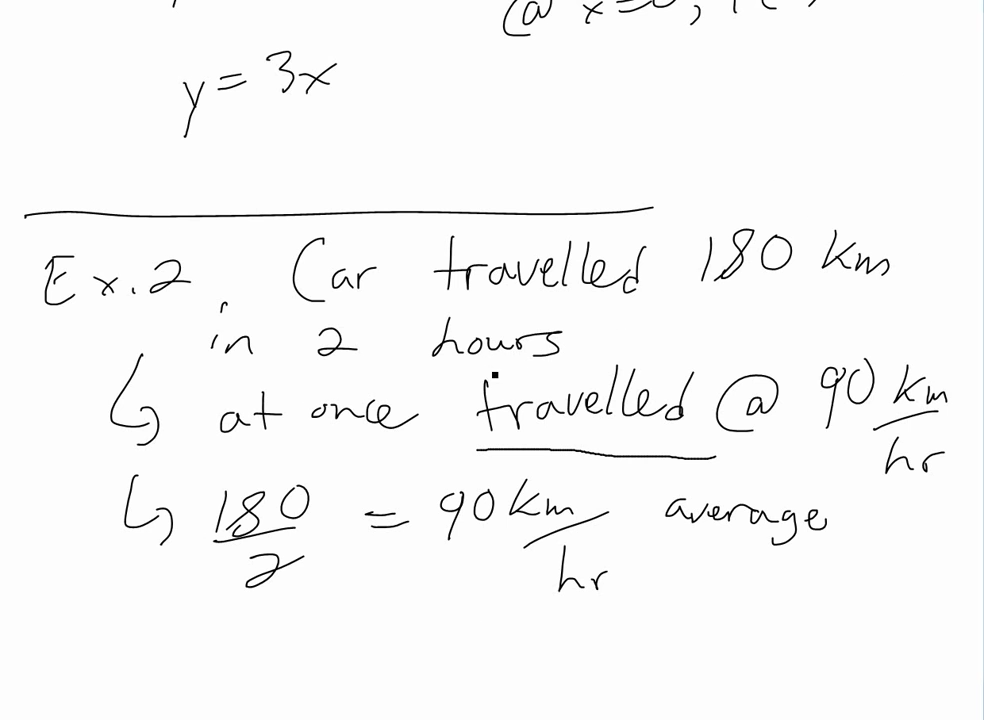 @ x=0,
y = 3x
Ex.2. Car travelled 180 km
in 2 hours
↳ at once travelled @ 90 km/hr
↳ 180/2 = 90 km/hr average